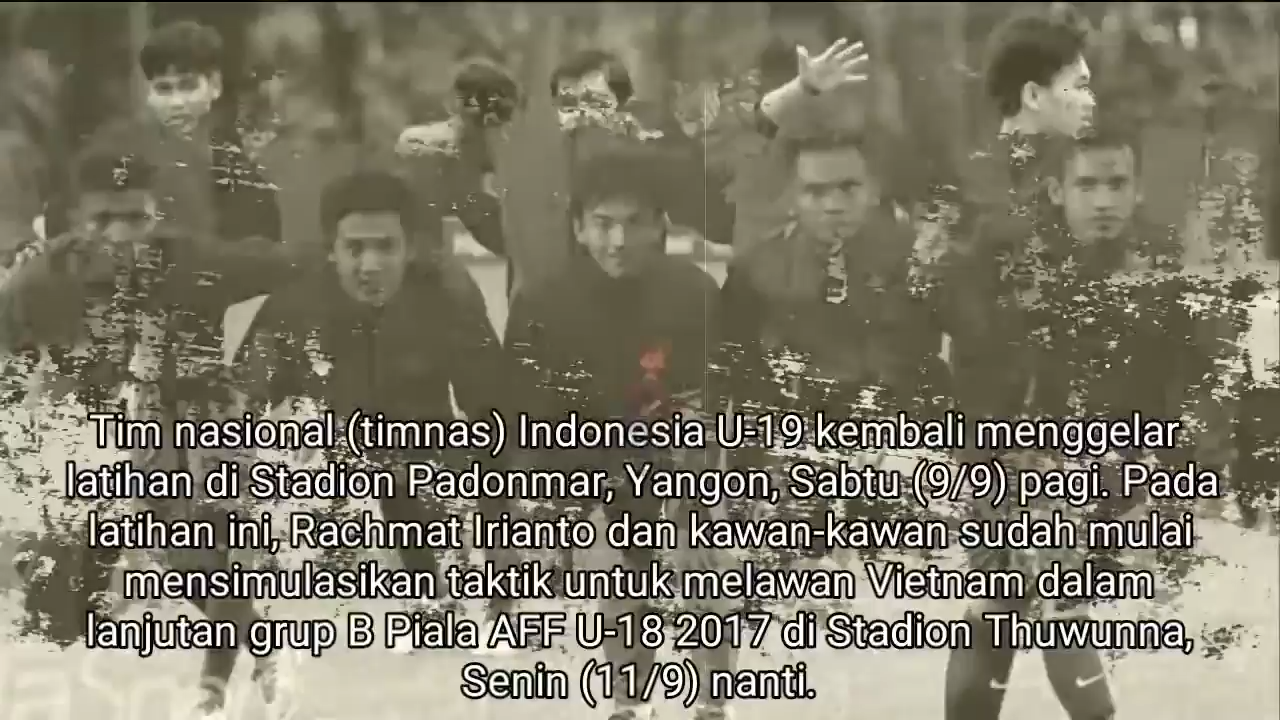 Tim nasional (timnas) Indonesia U-19 kembali menggelar
latihan di Stadion Padonmar, Yangon, Sabtu (9/9) pagi. Pada
latihan ini, Rachmat Irianto dan kawan-kawan sudah mulai
mensimulasikan taktik untuk melawan Vietnam dalam
lanjutan grup B Piala AFF U-18 2017 di Stadion Thuwunna,
Senin (11/9) nanti.